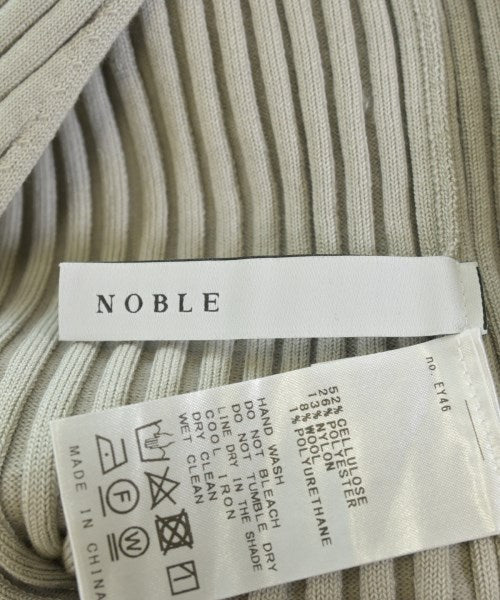 NOBLE
no. EY46
52% CELLULOSE
26% POLYESTER
13% NYLON
8% WOOL
1% POLYURETHANE
HAND WASH
DO NOT BLEACH
DO NOT TUMBLE DRY
LINE DRY IN THE SHADE
COOL IRON
DRY CLEAN
WET CLEAN
F
W
MADE IN CHINA